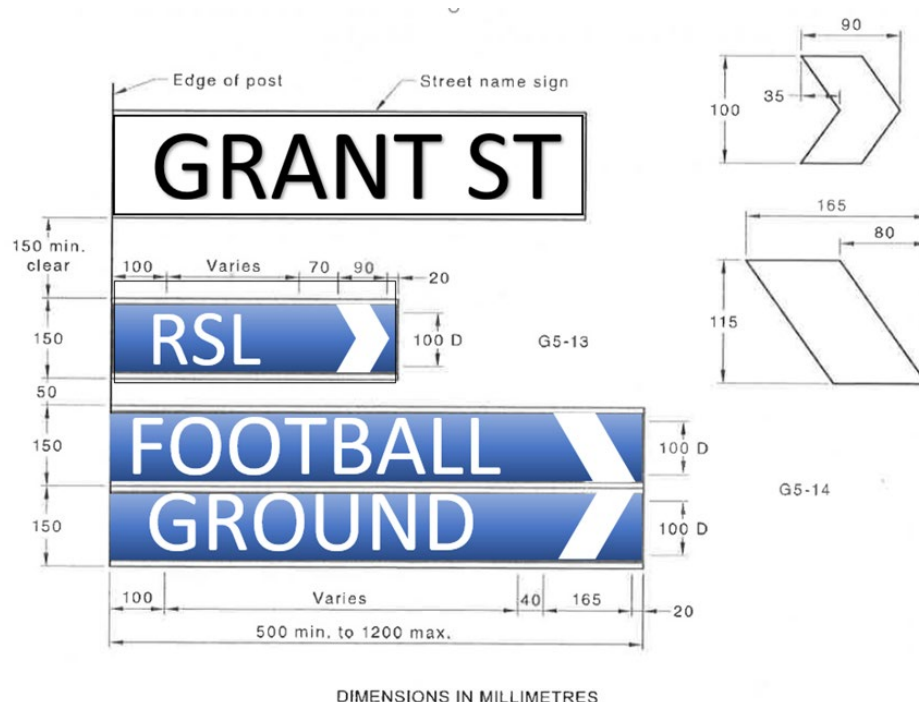 90
Edge of post
Street name sign
35
100
GRANT ST
165
80
150 min.
clear
100 Varies 70 90 20
115
150
RSL
100 D
G5-13
50
150
FOOTBALL
100 D
G5-14
150
GROUND
100 D
100 Varies 40 165 20
500 min. to 1200 max.
DIMENSIONS IN MILLIMETRES